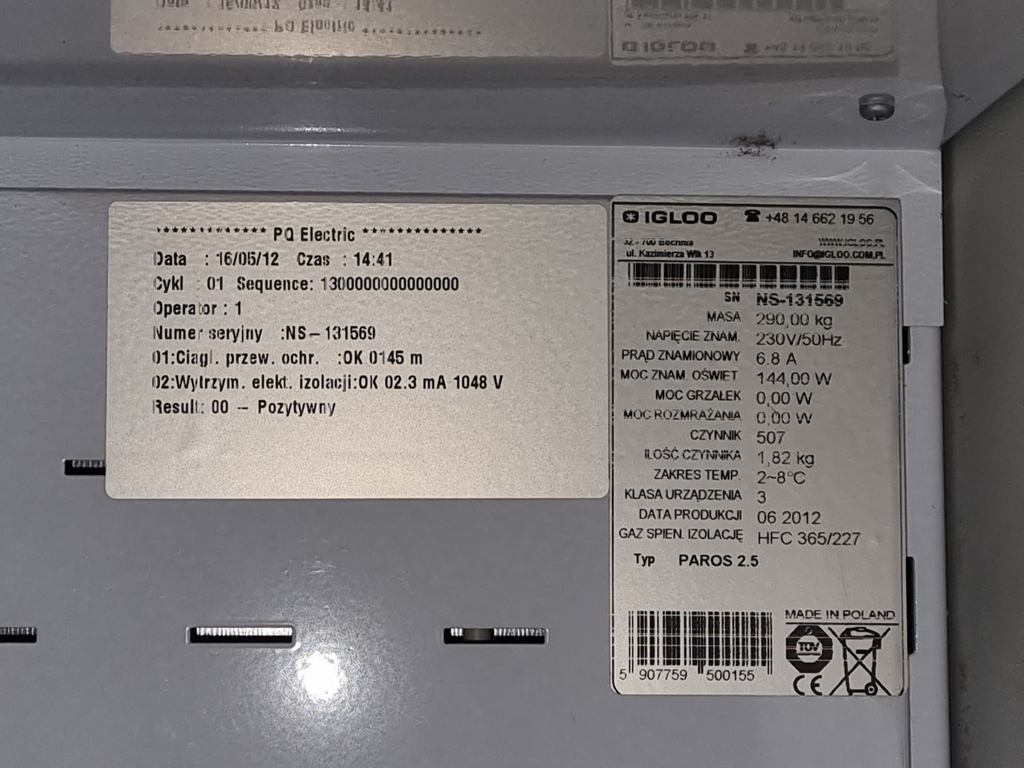 ************* PQ Electric **************
Data : 16/05/12 Czas : 14:41
Cykl : 01 Sequence: 1300000000000000
Operator : 1
Numer seryjny :NS-131569
01:Ciagl. przew. ochr. :OK 0145 m
02:Wytrzym. elekt. izolacji:OK 02.3 mA 1048 V
Result: 00 - Pozytywny
IGLOO ☎ +48 14 662 19 56
32 - 700 Bochnia WWW.IGLOO.PL
ul. Kazimierza Wlk 13 INFO@IGLOO.COM.PL
SN NS-131569
MASA 290,00 kg
NAPIĘCIE ZNAM. 230V/50Hz
PRĄD ZNAMIONOWY 6.8 A
MOC ZNAM. OŚWIET 144,00 W
MOC GRZAŁEK 0,00 W
MOC ROZMRAŻANIA 0,00 W
CZYNNIK 507
ILOŚĆ CZYNNIKA 1,82 kg
ZAKRES TEMP. 2~8°C
KLASA URZĄDZENIA 3
DATA PRODUKCJI 06 2012
GAZ SPIEN. IZOLACJĘ HFC 365/227
Typ PAROS 2.5
MADE IN POLAND
TÜV
CE
5 907759 500155